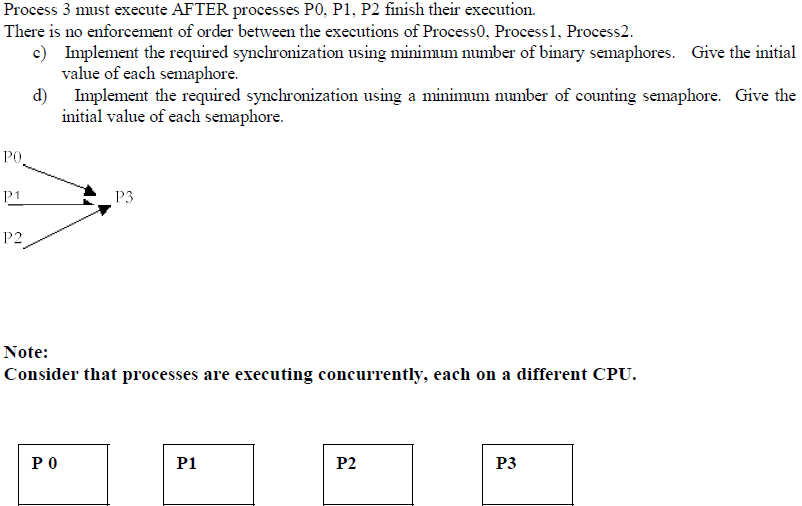 Process 3 must execute AFTER processes P0, P1, P2 finish their execution.
There is no enforcement of order between the executions of Process0, Process1, Process2.
c) Implement the required synchronization using minimum number of binary semaphores. Give the initial
value of each semaphore.
d) Implement the required synchronization using a minimum number of counting semaphore. Give the
initial value of each semaphore.
P0
P1 P3
P2
Note:
Consider that processes are executing concurrently, each on a different CPU.
P 0 P1 P2 P3